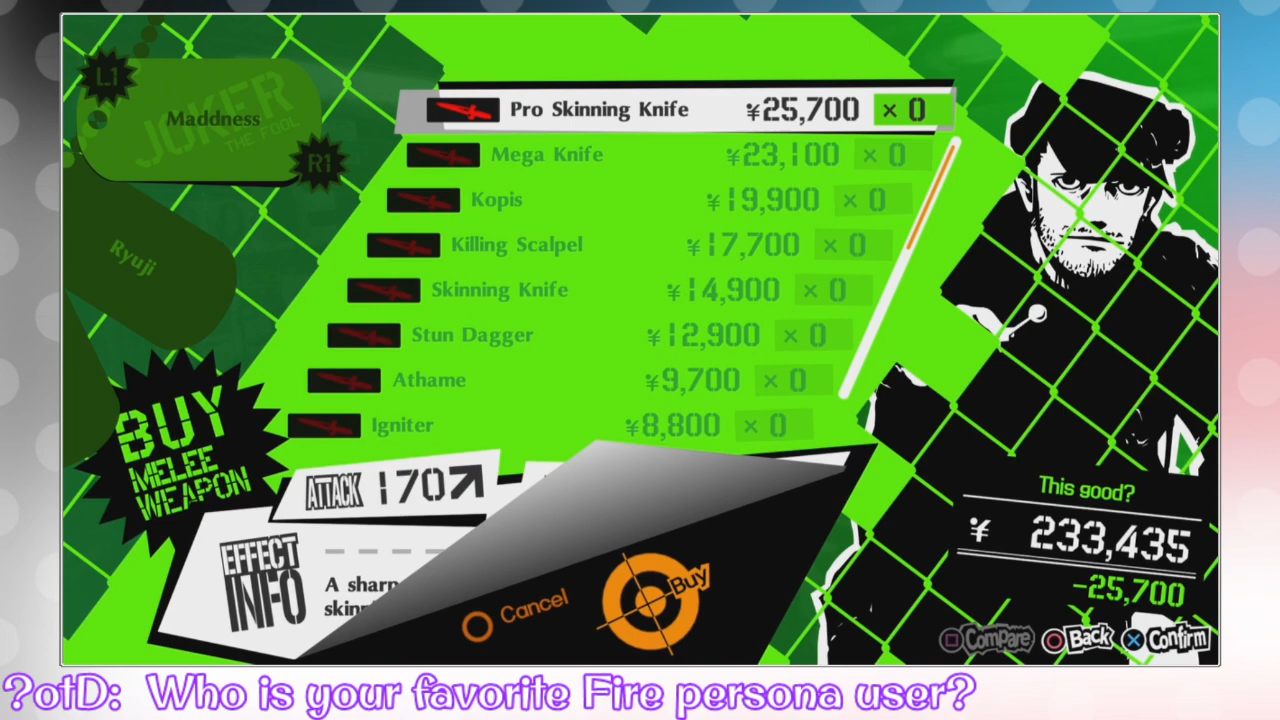 L1
Maddness
JOKER
THE FOOL
R1
Ryuji
Pro Skinning Knife ¥25,700 × 0
Mega Knife ¥23,100 × 0
Kopis ¥19,900 × 0
Killing Scalpel ¥17,700 × 0
Skinning Knife ¥14,900 × 0
Stun Dagger ¥12,900 × 0
Athame ¥9,700 × 0
Igniter ¥8,800 × 0
BUY
MELEE
WEAPON
ATTACK 170
EFFECT
INFO
A sharp
Cancel
Buy
This good?
¥ 233,435
-25,700
Compare Back Confirm
?otD: Who is your favorite Fire persona user?